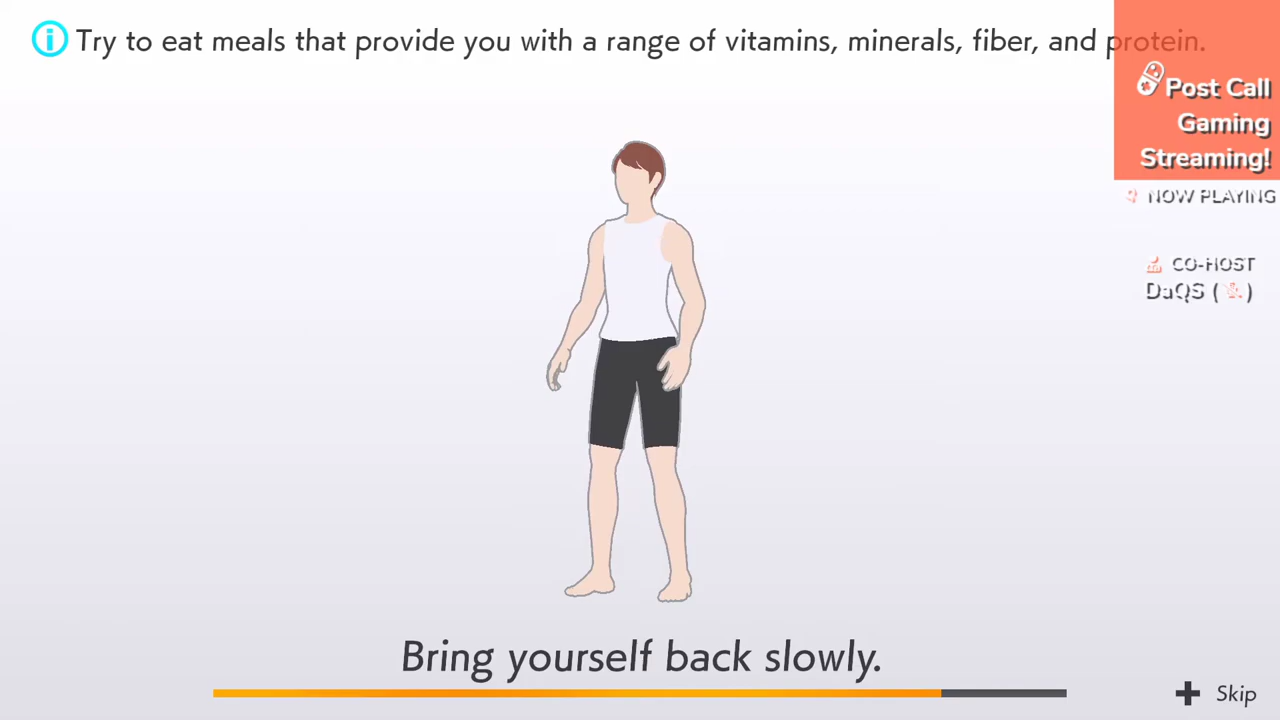 Try to eat meals that provide you with a range of vitamins, minerals, fiber, and protein.
Post Call
Gaming
Streaming!
NOW PLAYING
CO-HOST
DaQS ( )
Bring yourself back slowly.
Skip